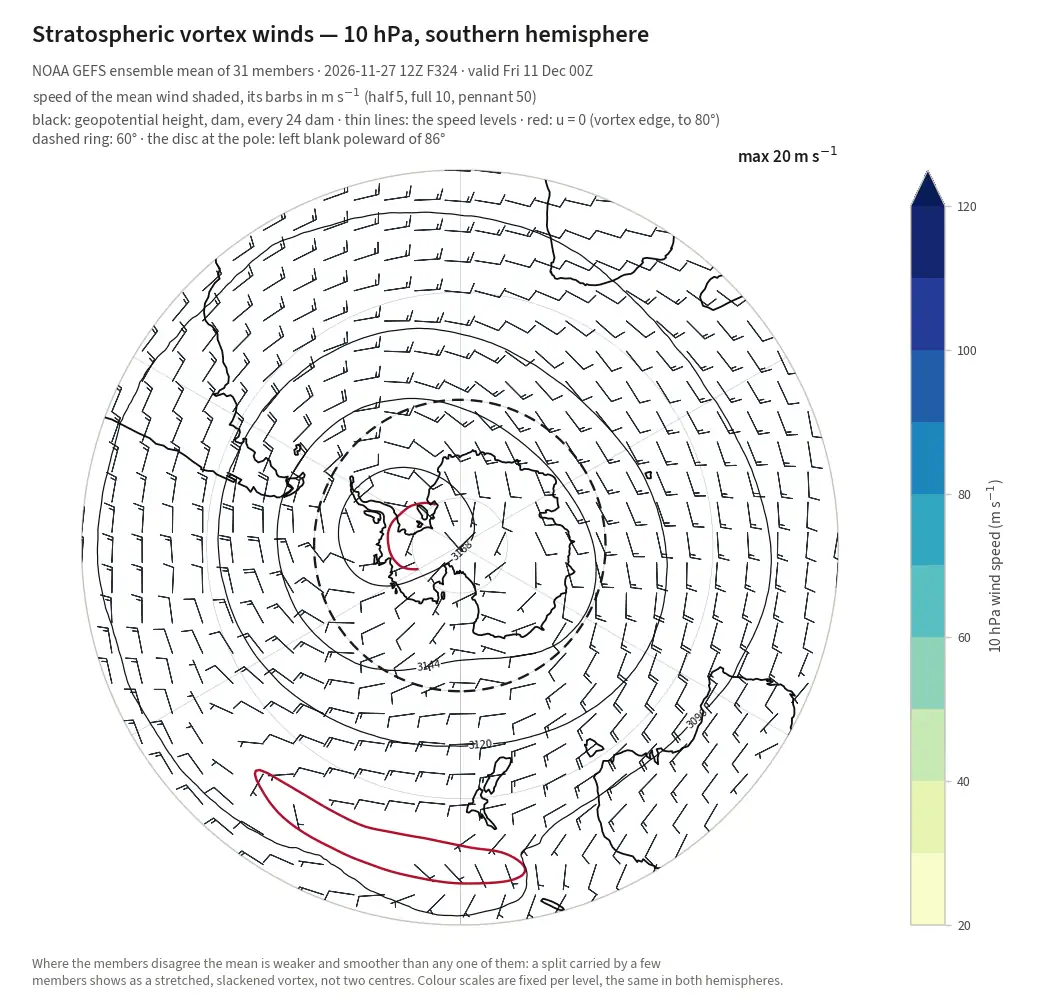 Stratospheric vortex winds — 10 hPa, southern hemisphere
NOAA GEFS ensemble mean of 31 members · 2026-11-27 12Z F324 · valid Fri 11 Dec 00Z
speed of the mean wind shaded, its barbs in m s⁻¹ (half 5, full 10, pennant 50)
black: geopotential height, dam, every 24 dam · thin lines: the speed levels · red: u = 0 (vortex edge, to 80°)
dashed ring: 60° · the disc at the pole: left blank poleward of 86°
max 20 m s⁻¹
120
100
80
60
40
20
10 hPa wind speed (m s⁻¹)
3168
3144
3120
3096
Where the members disagree the mean is weaker and smoother than any one of them: a split carried by a few
members shows as a stretched, slackened vortex, not two centres. Colour scales are fixed per level, the same in both hemispheres.